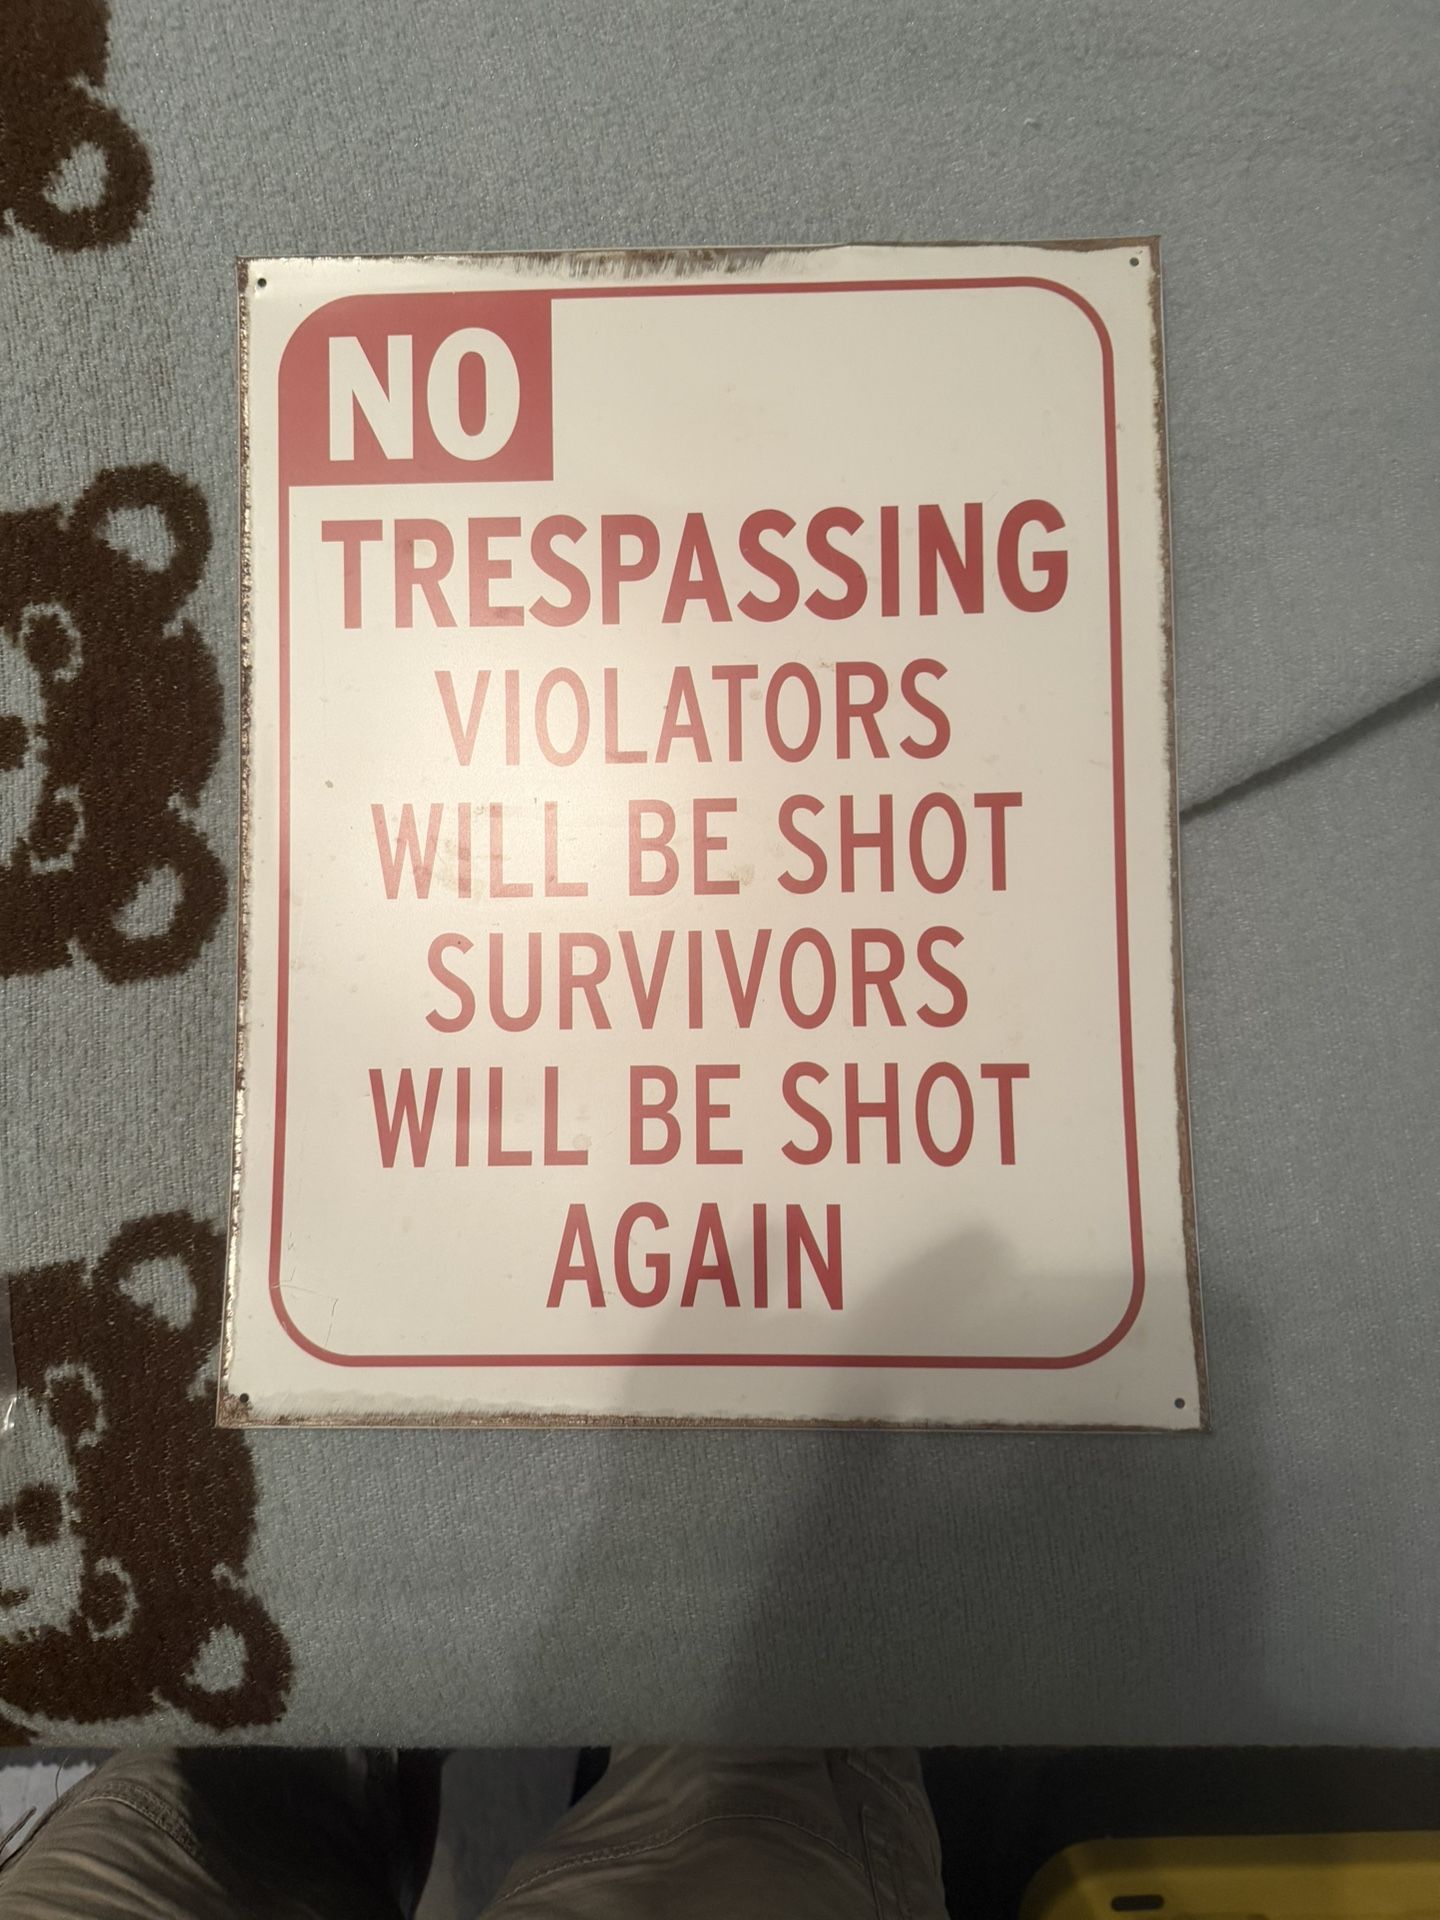 NO
TRESPASSING
VIOLATORS
WILL BE SHOT
SURVIVORS
WILL BE SHOT
AGAIN